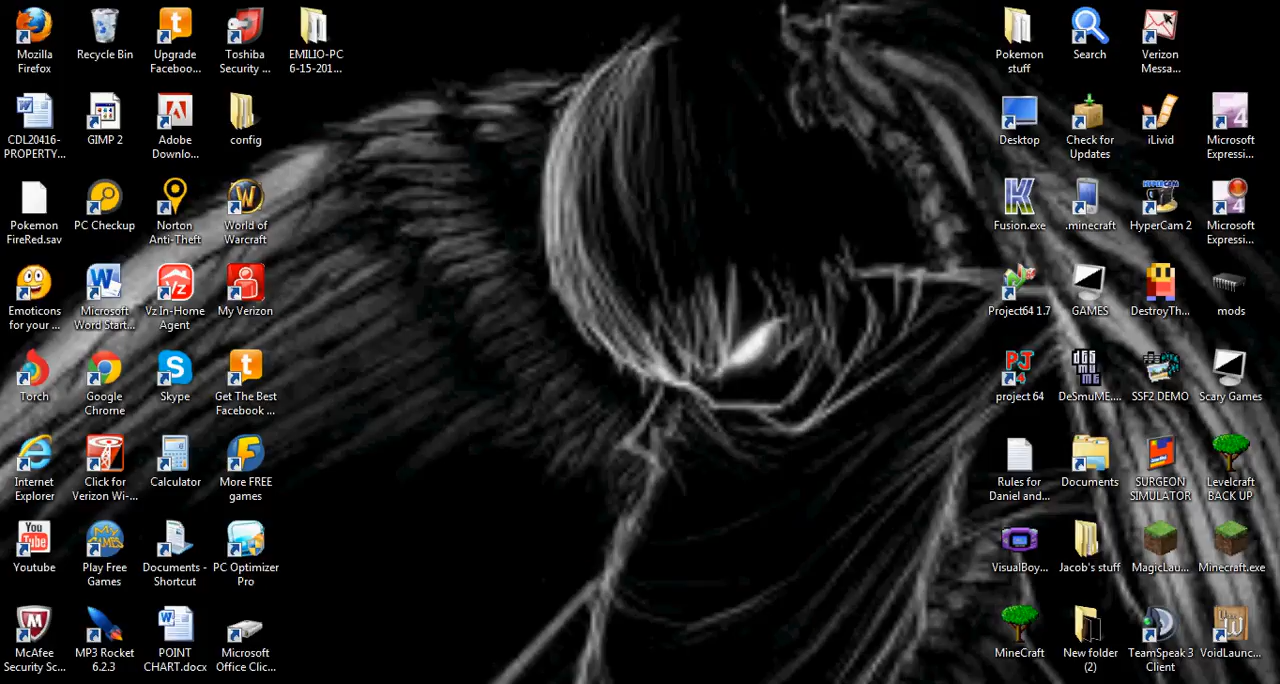 Mozilla
Firefox
Recycle Bin
Upgrade
Faceboo...
Toshiba
Security ...
EMILIO-PC
6-15-201...
Pokemon
stuff
Search
Verizon
Messa...
CDL20416-
PROPERTY...
GIMP 2
Adobe
Downlo...
config
Desktop
Check for
Updates
iLivid
Microsoft
Expressi...
Pokemon
FireRed.sav
PC Checkup
Norton
Anti-Theft
World of
Warcraft
Fusion.exe
.minecraft
HyperCam 2
Microsoft
Expressi...
Emoticons
for your ...
Microsoft
Word Start...
Vz In-Home
Agent
My Verizon
Project64 1.7
GAMES
DestroyTh...
mods
Torch
Google
Chrome
Skype
Get The Best
Facebook ...
project 64
DeSmuME....
SSF2 DEMO
Scary Games
Internet
Explorer
Click for
Verizon Wi-...
Calculator
More FREE
games
Rules for
Daniel and...
Documents
SURGEON
SIMULATOR
Levelcraft
BACK UP
You
Tube
Youtube
Play Free
Games
Documents -
Shortcut
PC Optimizer
Pro
VisualBoy...
Jacob's stuff
MagicLau...
Minecraft.exe
McAfee
Security Sc...
MP3 Rocket
6.2.3
POINT
CHART.docx
Microsoft
Office Clic...
MineCraft
New folder
(2)
TeamSpeak 3
Client
VoidLaunc...